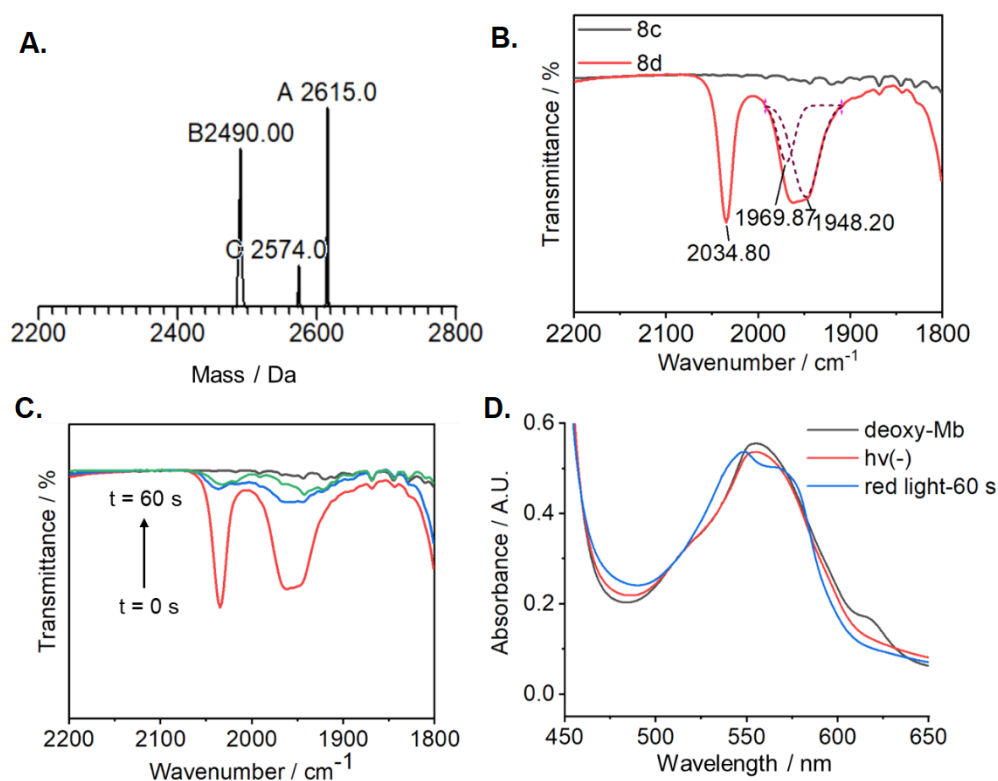 A.
A 2615.0
B2490.00
C 2574.0
2200 2400 2600 2800
Mass / Da
B.
8c
8d
Transmittance / %
1969.87
1948.20
2034.80
2200 2100 2000 1900 1800
Wavenumber / cm-1
C.
Transmittance / %
t = 60 s
t = 0 s
2200 2100 2000 1900 1800
Wavenumber / cm-1
D.
deoxy-Mb
hv(-)
red light-60 s
Absorbance / A.U.
0.6
0.4
0.2
0.0
450 500 550 600 650
Wavelength / nm